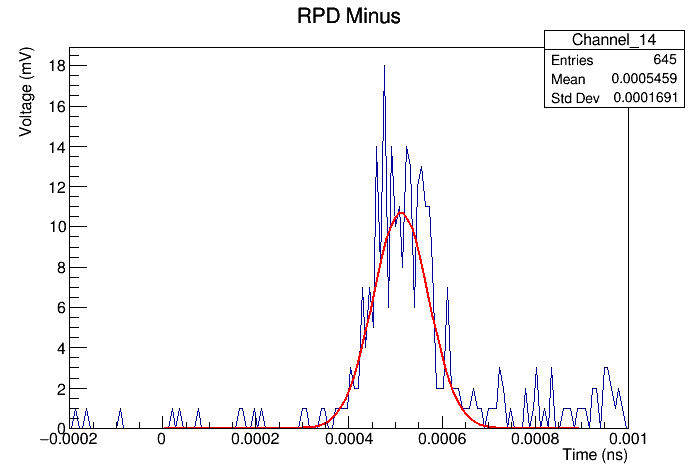 RPD Minus
Channel_14
Entries 645
Mean 0.0005459
Std Dev 0.0001691
Voltage (mV)
18
16
14
12
10
8
6
4
2
0
−0.0002 0 0.0002 0.0004 0.0006 0.0008 0.001
Time (ns)